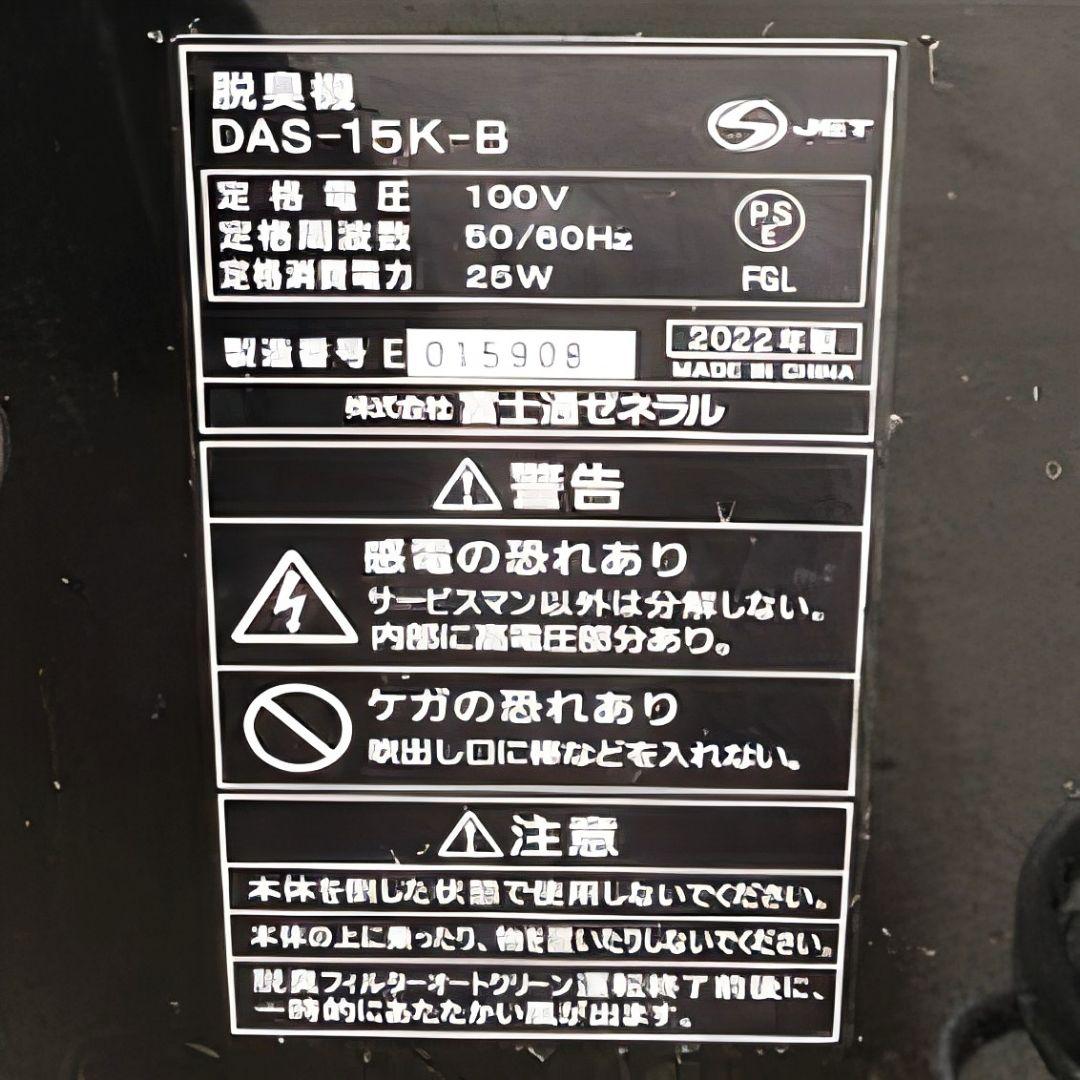 脱臭機
DAS-15K-B
JET
定格電圧 100V
定格周波数 50/60Hz
定格消費電力 25W
PSE
FGL
製造番号 E 015909
2022年製
MADE IN CHINA
株式会社 富士通ゼネラル
警告
感電の恐れあり
サービスマン以外は分解しない。
内部に高電圧部分あり。
ケガの恐れあり
吹出し口に棒などを入れない。
注意
本体を倒した状態で使用しないでください。
本体の上に乗ったり、物を置いたりしないでください。
脱臭フィルターオートクリーン運転終了前後に、
一時的にあたたかい風が出ます。